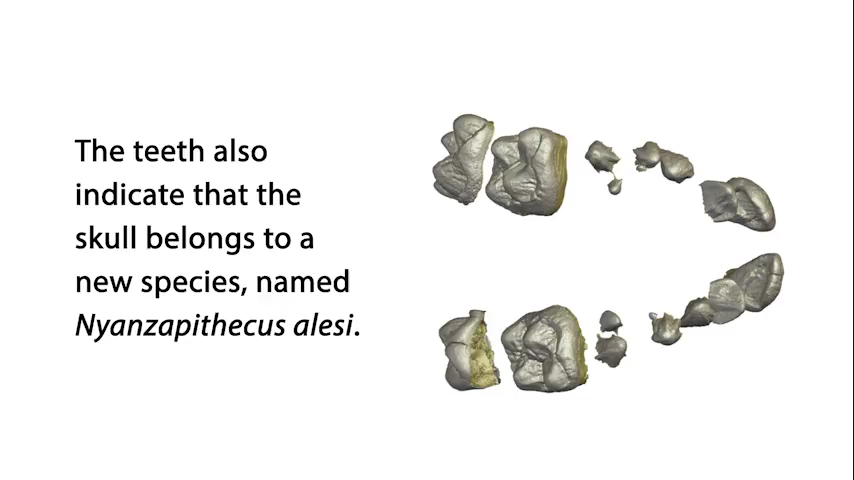 The teeth also
indicate that the
skull belongs to a
new species, named
Nyanzapithecus alesi.